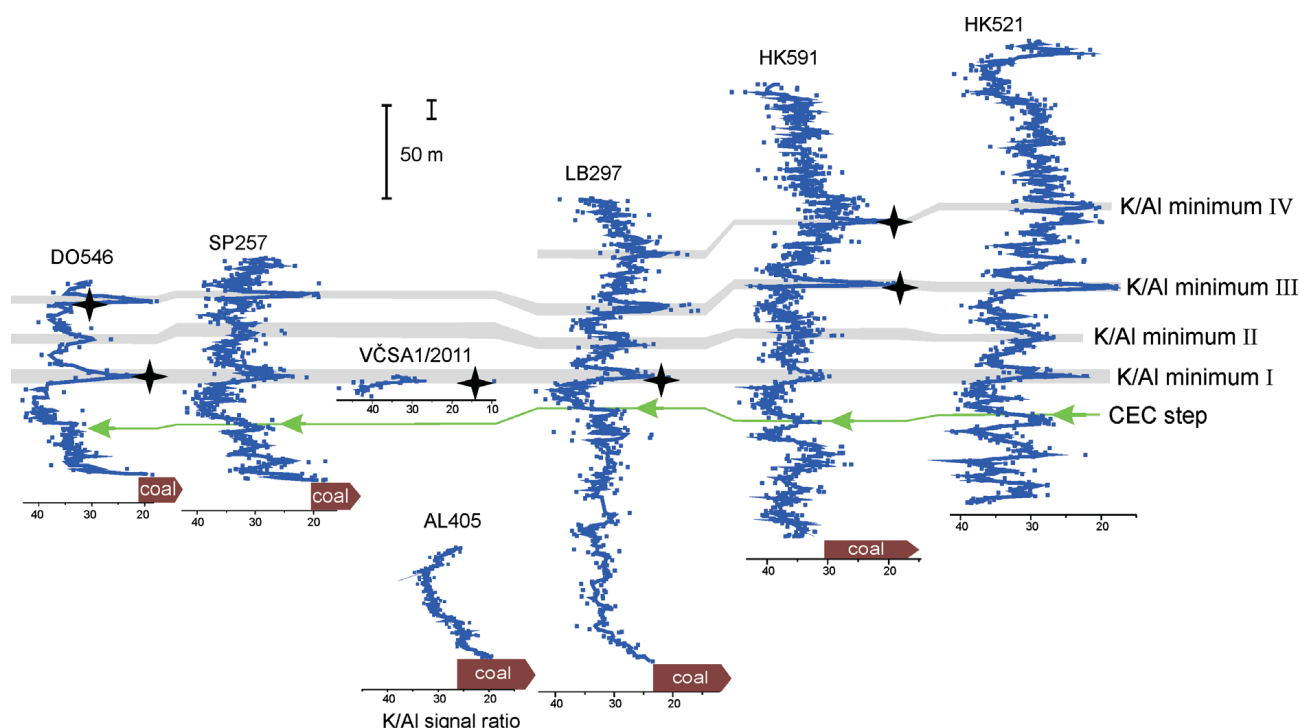 HK521
HK591
50 m
LB297
K/Al minimum IV
SP257
DO546
K/Al minimum III
K/Al minimum II
VČSA1/2011
K/Al minimum I
40 30 20 10
CEC step
coal
40 30 20
coal
40 30 20
AL405
coal
40 30 20
40 30 20
coal
40 30 20
coal
40 30 20
K/Al signal ratio